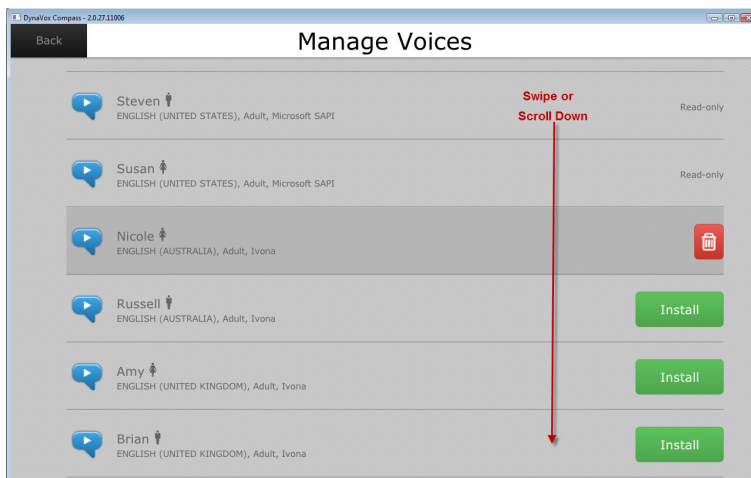 DynaVox Compass - 2.0.27.11006
Back
Manage Voices
Steven
ENGLISH (UNITED STATES), Adult, Microsoft SAPI
Swipe or
Scroll Down
Read-only
Susan
ENGLISH (UNITED STATES), Adult, Microsoft SAPI
Read-only
Nicole
ENGLISH (AUSTRALIA), Adult, Ivona
Russell
ENGLISH (AUSTRALIA), Adult, Ivona
Install
Amy
ENGLISH (UNITED KINGDOM), Adult, Ivona
Install
Brian
ENGLISH (UNITED KINGDOM), Adult, Ivona
Install